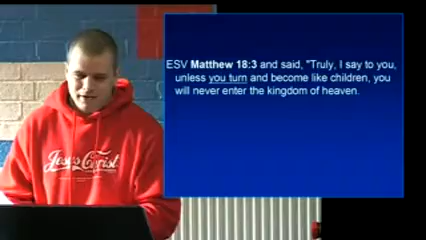 ESV Matthew 18:3 and said, "Truly, I say to you,
unless you turn and become like children, you
will never enter the kingdom of heaven.
Jesus Christ